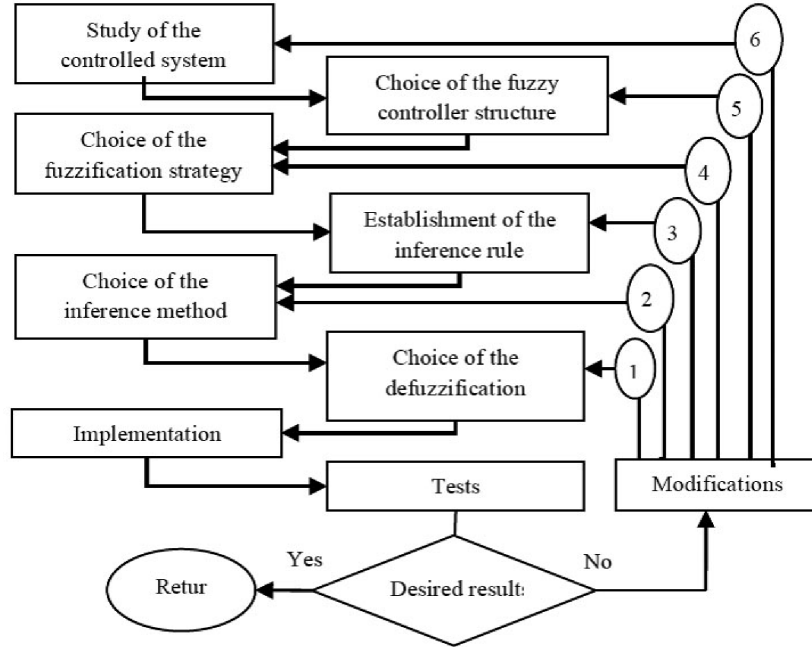 Study of the
controlled system
6
Choice of the fuzzy
controller structure
5
Choice of the
fuzzification strategy
4
Establishment of the
inference rule
3
Choice of the
inference method
2
Choice of the
defuzzification
1
Implementation
Tests
Modifications
Yes
No
Retur
Desired results